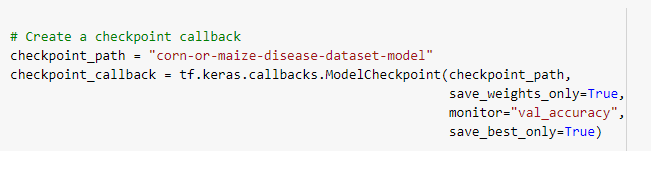 # Create a checkpoint callback
checkpoint_path = "corn-or-maize-disease-dataset-model"
checkpoint_callback = tf.keras.callbacks.ModelCheckpoint(checkpoint_path,
save_weights_only=True,
monitor="val_accuracy",
save_best_only=True)